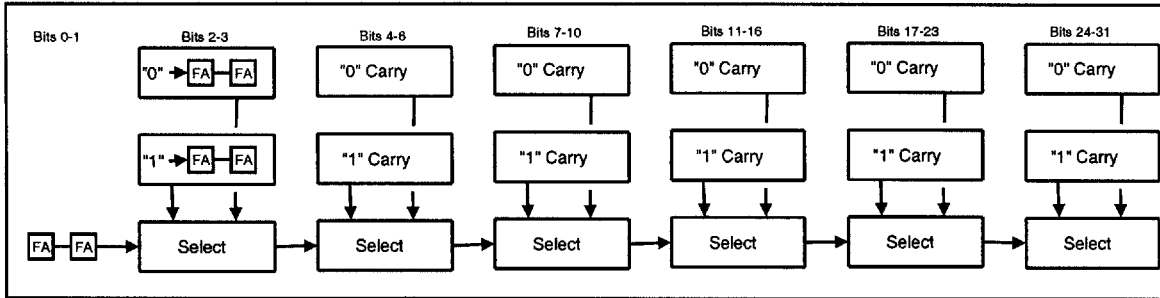 Bits 0-1 Bits 2-3 Bits 4-6 Bits 7-10 Bits 11-16 Bits 17-23 Bits 24-31
"0" FA FA "0" Carry "0" Carry "0" Carry "0" Carry "0" Carry
"1" FA FA "1" Carry "1" Carry "1" Carry "1" Carry "1" Carry
FA FA Select Select Select Select Select Select